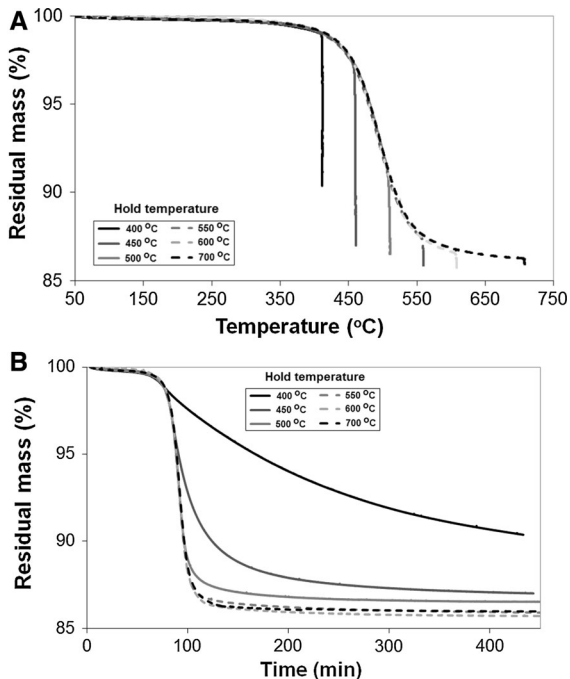 A
Residual mass (%)
100
95
90
85
Hold temperature
400 °C
550 °C
450 °C
600 °C
500 °C
700 °C
50
150
250
350
450
550
650
750
Temperature (°C)
B
Residual mass (%)
100
95
90
85
Hold temperature
400 °C
550 °C
450 °C
600 °C
500 °C
700 °C
0
100
200
300
400
Time (min)